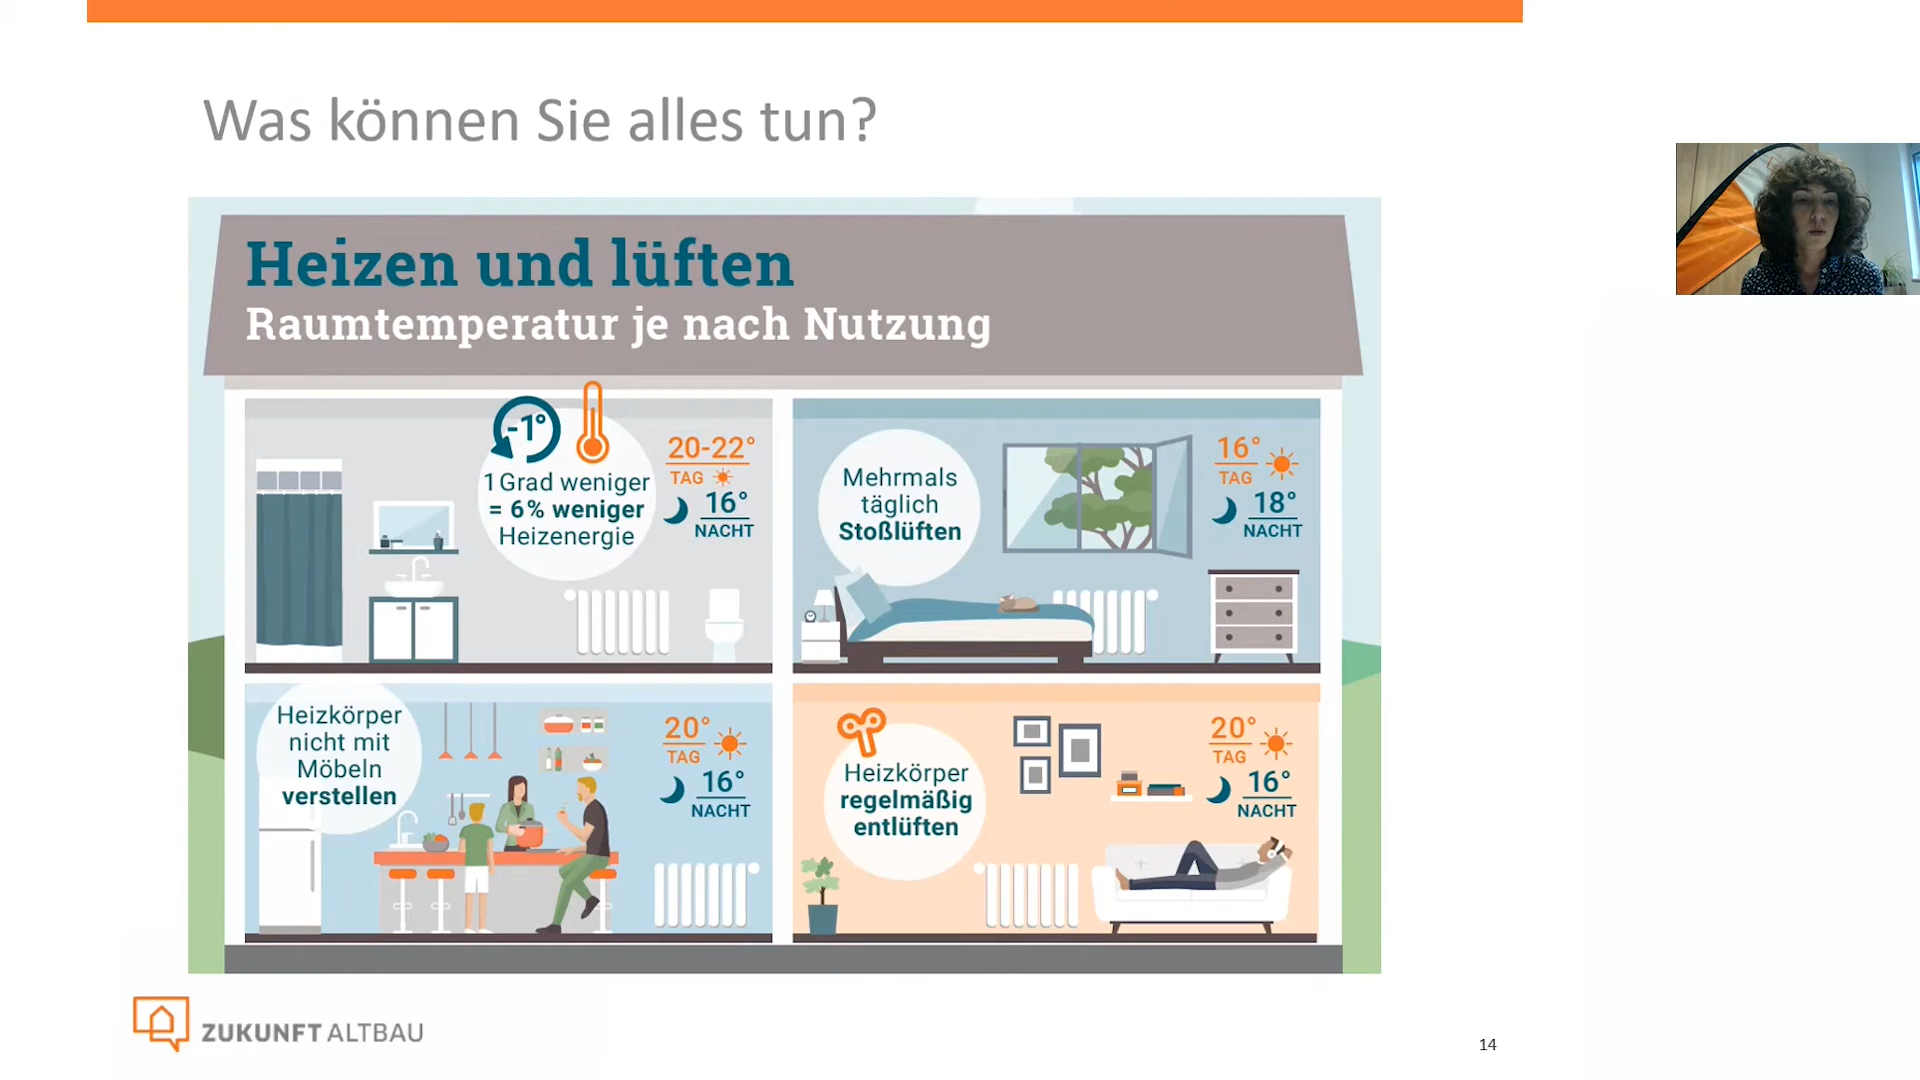 Was können Sie alles tun?
Heizen und lüften
Raumtemperatur je nach Nutzung
-1°
1 Grad weniger
= 6% weniger
Heizenergie
20-22°
TAG
16°
NACHT
Mehrmals
täglich
Stoßlüften
16°
TAG
18°
NACHT
Heizkörper
nicht mit
Möbeln
verstellen
20°
TAG
16°
NACHT
Heizkörper
regelmäßig
entlüften
20°
TAG
16°
NACHT
ZUKUNFT ALTBAU
14